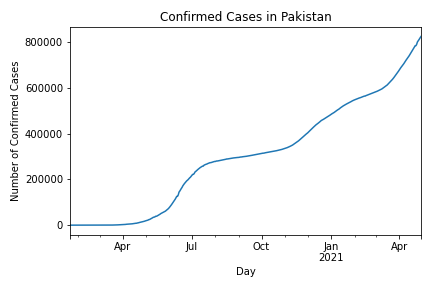 Confirmed Cases in Pakistan
Number of Confirmed Cases
800000
600000
400000
200000
0
Apr Jul Oct Jan Apr
2021
Day